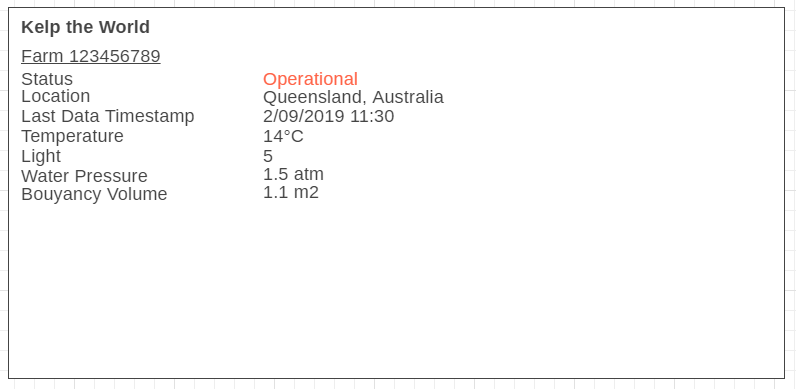 Kelp the World
Farm 123456789
Status Operational
Location Queensland, Australia
Last Data Timestamp 2/09/2019 11:30
Temperature 14°C
Light 5
Water Pressure 1.5 atm
Bouyancy Volume 1.1 m2